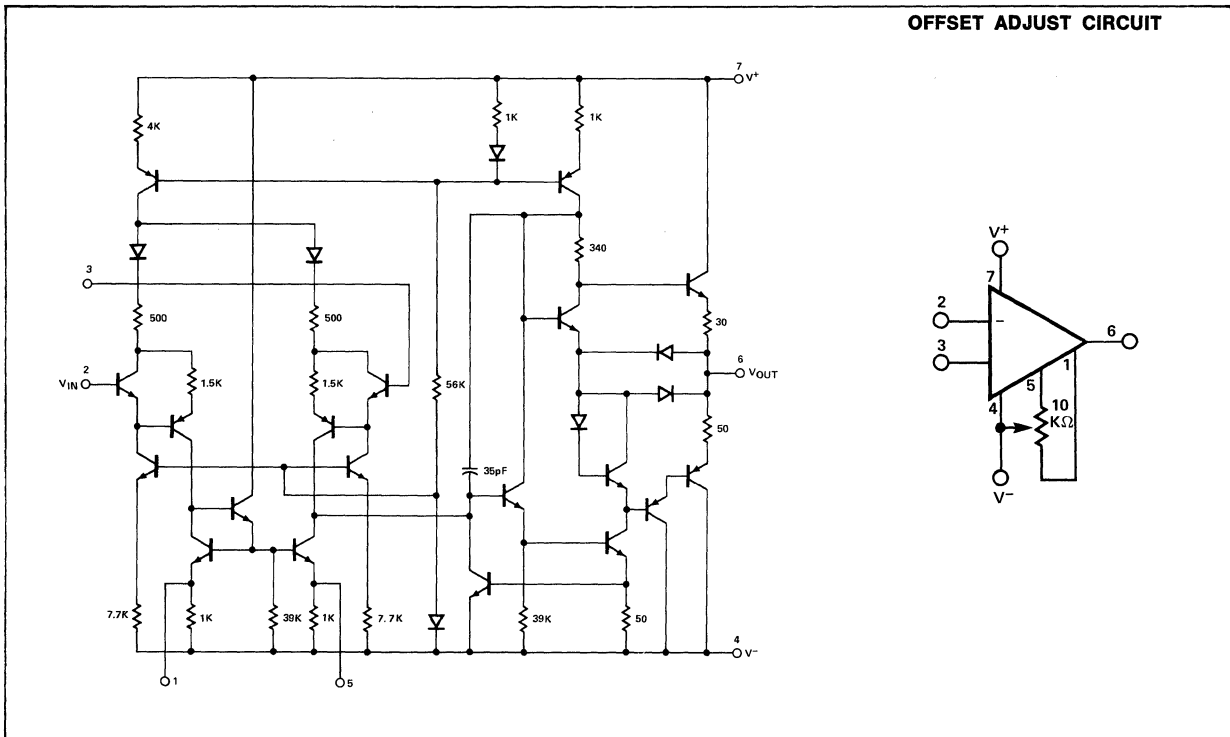 OFFSET ADJUST CIRCUIT
7
V+
4K
1K
1K
3
340
500
500
30
6
VOUT
2
VIN
1.5K
1.5K
56K
50
35pF
7.7K
1K
39K
1K
7.7K
39K
50
4
V−
1
5
V+
7
2
−
3
6
1
5
4
10
KΩ
V−